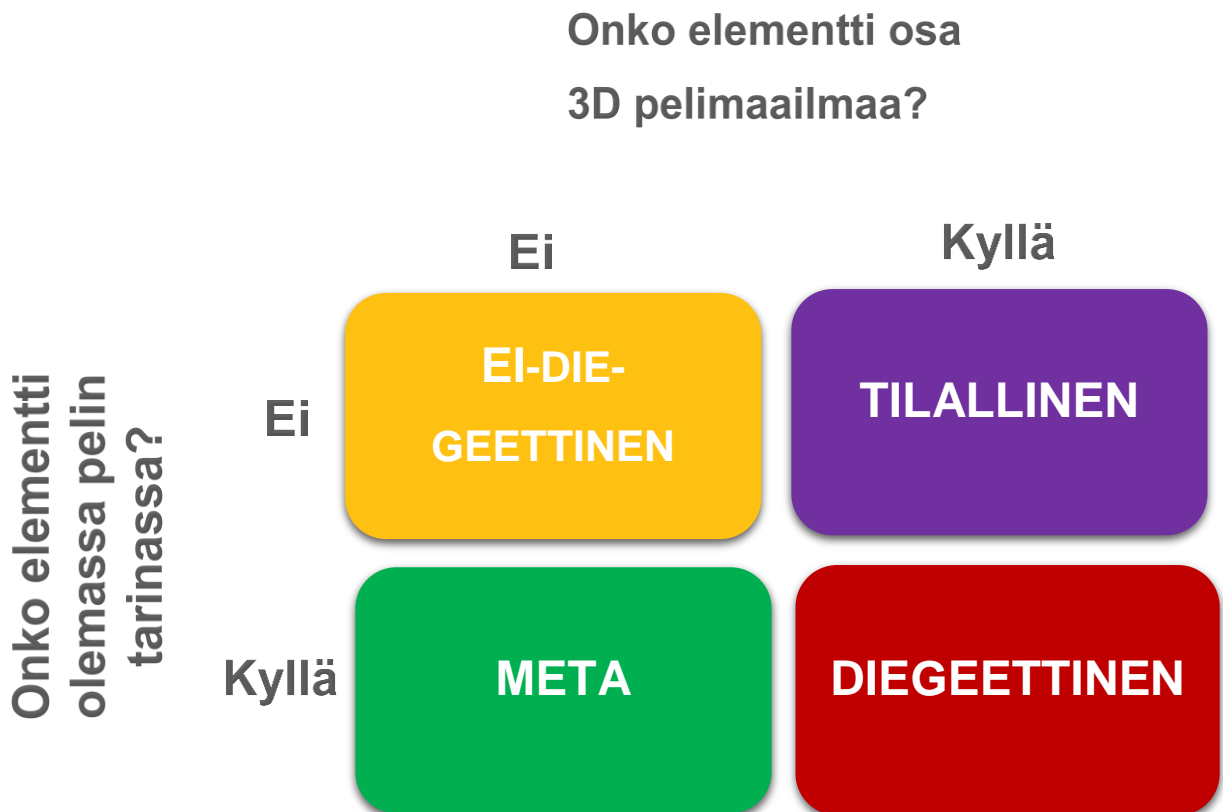 Onko elementti osa
3D pelimaailmaa?
Ei
Kyllä
Onko elementti
olemassa pelin
tarinassa?
Ei
EI-DIE-
GEETTINEN
TILALLINEN
Kyllä
META
DIEGEETTINEN